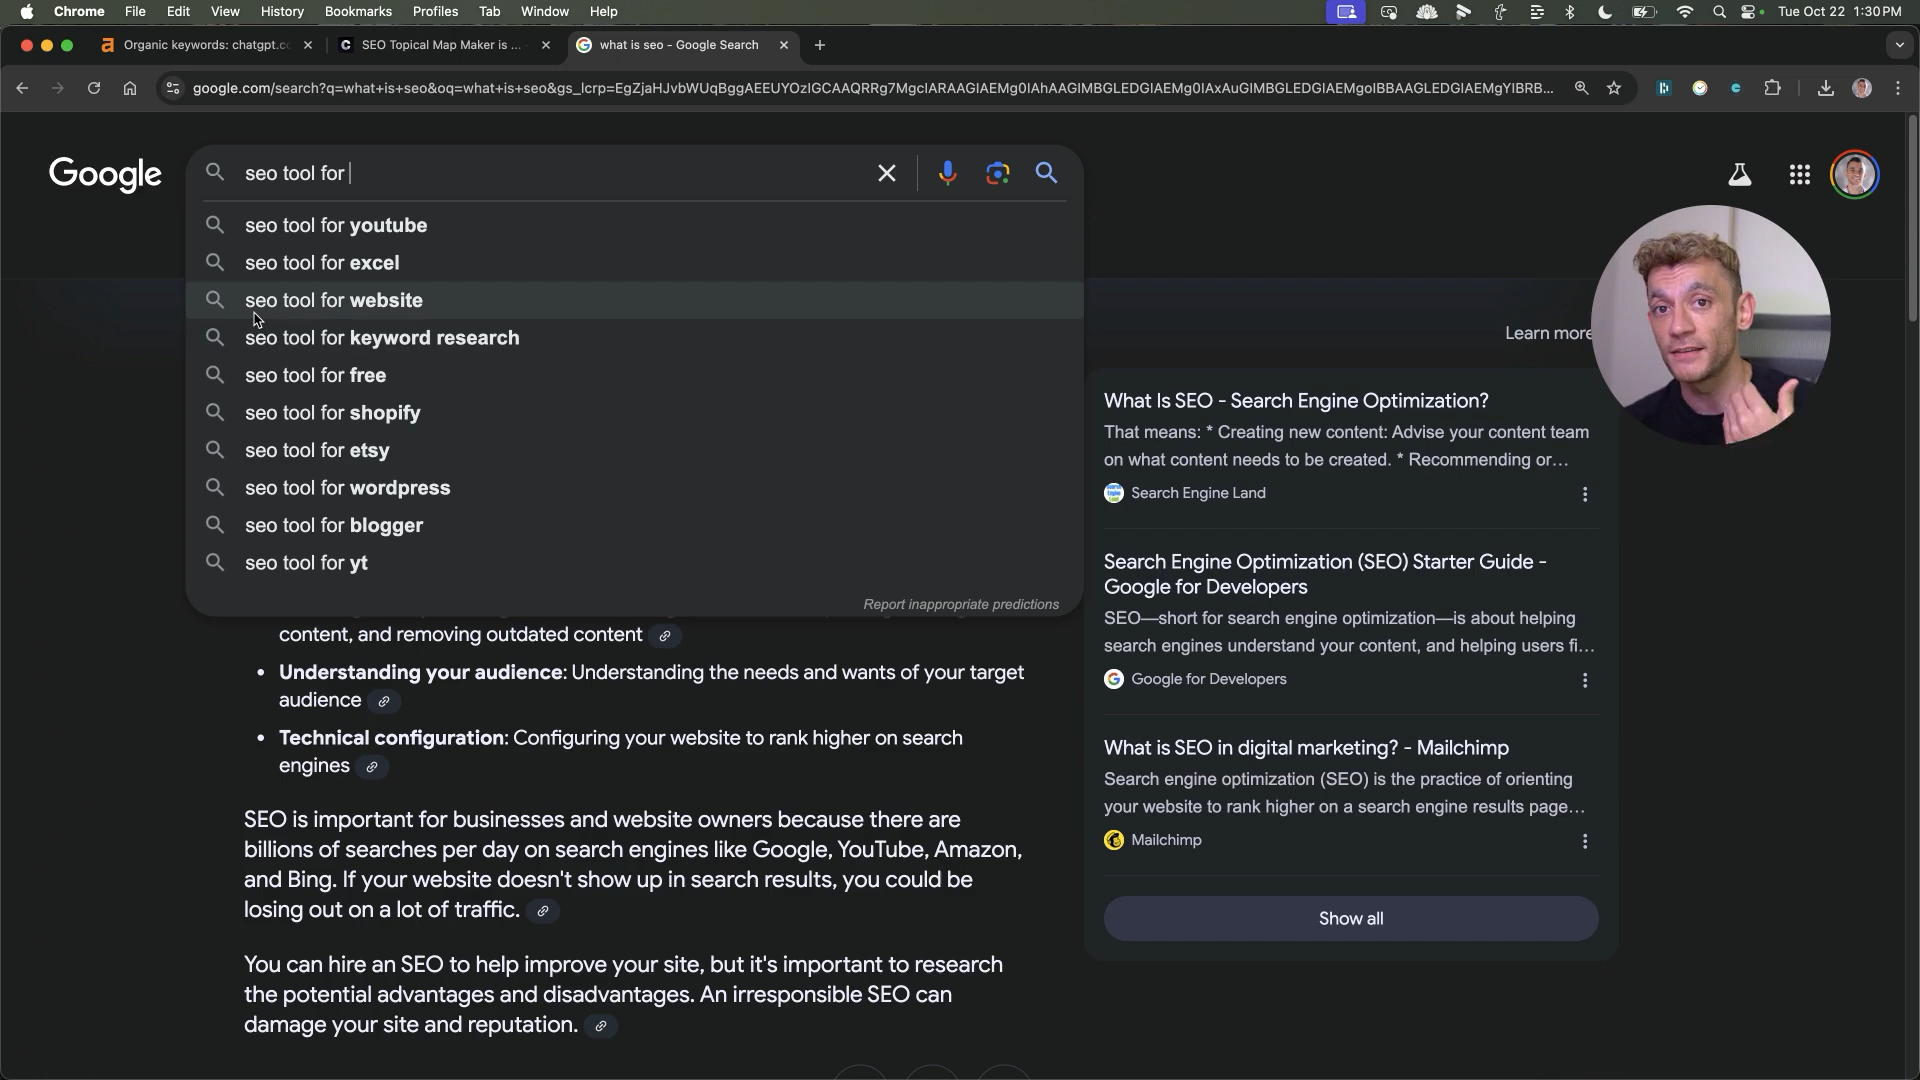 Chrome File Edit View History Bookmarks Profiles Tab Window Help Tue Oct 22 1:30 PM
Organic keywords: chatgpt.co SEO Topical Map Maker is ... - what is seo - Google Search
google.com/search?q=what+is+seo&oq=what+is+seo&gs_lcrp=EgZjaHJvbWUqBggAEEUYOzIGCAAQRRg7MgcIARAAGIAEMg0IAhAAGIMBGLEDGIAEMg0IAxAuGIMBGLEDGIAEMgoIBBAAGLEDGIAEMgYIBRB...
Google
seo tool for
seo tool for youtube
seo tool for excel
seo tool for website
seo tool for keyword research
seo tool for free
seo tool for shopify
seo tool for etsy
seo tool for wordpress
seo tool for blogger
seo tool for yt
Report inappropriate predictions
content, and removing outdated content
• Understanding your audience: Understanding the needs and wants of your target
audience
• Technical configuration: Configuring your website to rank higher on search
engines
SEO is important for businesses and website owners because there are
billions of searches per day on search engines like Google, YouTube, Amazon,
and Bing. If your website doesn't show up in search results, you could be
losing out on a lot of traffic.
You can hire an SEO to help improve your site, but it's important to research
the potential advantages and disadvantages. An irresponsible SEO can
damage your site and reputation.
Learn more
What Is SEO - Search Engine Optimization?
That means: * Creating new content: Advise your content team
on what content needs to be created. * Recommending or...
Search Engine Land
Search Engine Optimization (SEO) Starter Guide -
Google for Developers
SEO—short for search engine optimization—is about helping
search engines understand your content, and helping users fi...
Google for Developers
What is SEO in digital marketing? - Mailchimp
Search engine optimization (SEO) is the practice of orienting
your website to rank higher on a search engine results page...
Mailchimp
Show all